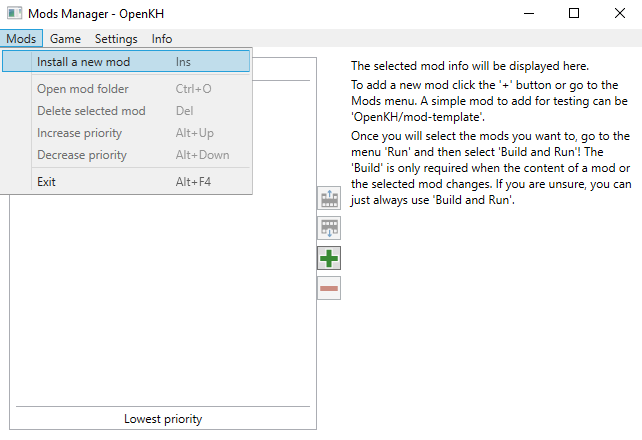 Mods Manager - OpenKH
Mods Game Settings Info
Install a new mod Ins
Open mod folder Ctrl+O
Delete selected mod Del
Increase priority Alt+Up
Decrease priority Alt+Down
Exit Alt+F4
Lowest priority
The selected mod info will be displayed here.
To add a new mod click the '+' button or go to the
Mods menu. A simple mod to add for testing can be
'OpenKH/mod-template'.
Once you will select the mods you want to, go to the
menu 'Run' and then select 'Build and Run'! The
'Build' is only required when the content of a mod or
the selected mod changes. If you are unsure, you can
just always use 'Build and Run'.